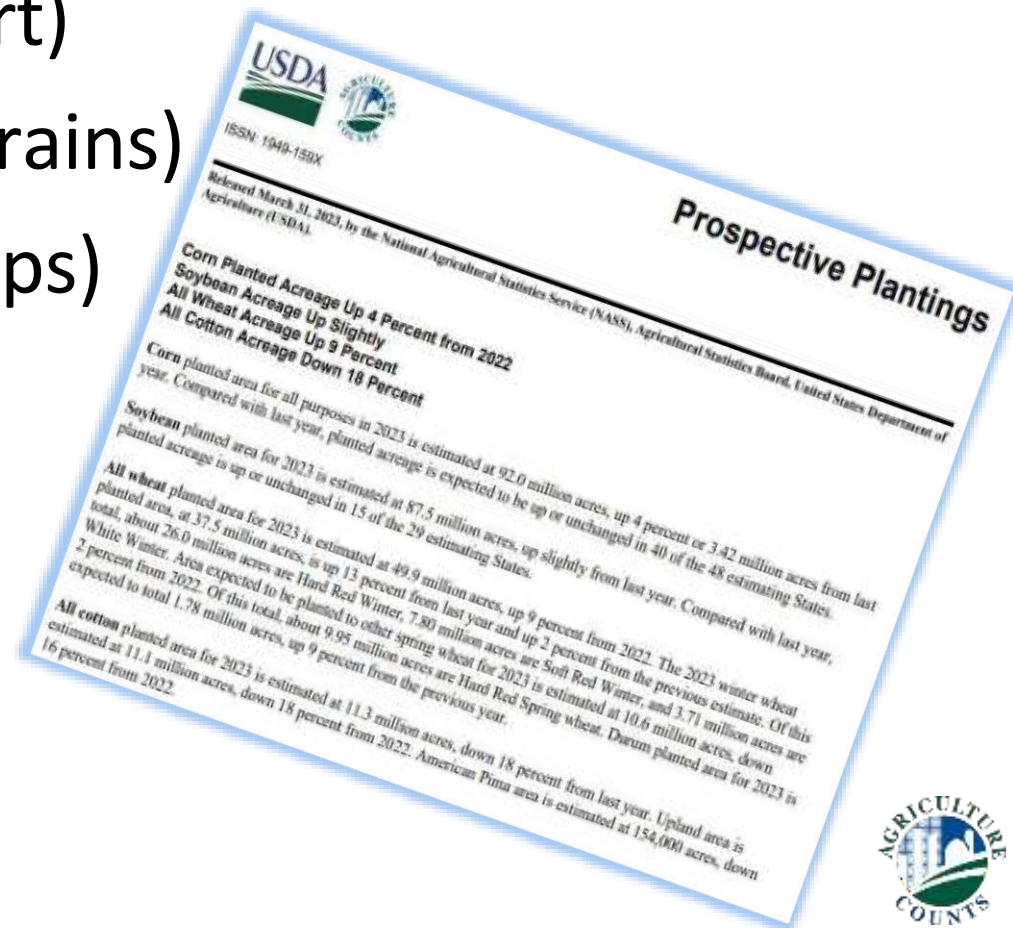 rt)
rains)
ps)
USDA
AGRICULTURE
COUNTS
ISSN: 1949-159X
Prospective Plantings
Released March 31, 2023, by the National Agricultural Statistics Service (NASS), Agricultural Statistics Board, United States Department of
Agriculture (USDA).
Corn Planted Acreage Up 4 Percent from 2022
Soybean Acreage Up Slightly
All Wheat Acreage Up 9 Percent
All Cotton Acreage Down 18 Percent
Corn planted area for all purposes in 2023 is estimated at 92.0 million acres, up 4 percent or 3.42 million acres from last
year. Compared with last year, planted acreage is expected to be up or unchanged in 40 of the 48 estimating States.
Soybean planted area for 2023 is estimated at 87.5 million acres, up slightly from last year. Compared with last year,
planted acreage is up or unchanged in 15 of the 29 estimating States.
All wheat planted area for 2023 is estimated at 49.9 million acres, up 9 percent from 2022. The 2023 winter wheat
planted area, at 37.5 million acres, is up 13 percent from last year and up 2 percent from the previous estimate. Of this
total, about 26.0 million acres are Hard Red Winter, 7.80 million acres are Soft Red Winter, and 3.71 million acres are
White Winter. Area expected to be planted to other spring wheat for 2023 is estimated at 10.6 million acres, down
2 percent from 2022. Of this total, about 9.95 million acres are Hard Red Spring wheat. Durum planted area for 2023 is
expected to total 1.78 million acres, up 9 percent from the previous year.
All cotton planted area for 2023 is estimated at 11.3 million acres, down 18 percent from last year. Upland area is
estimated at 11.1 million acres, down 18 percent from 2022. American Pima area is estimated at 154,000 acres, down
16 percent from 2022.
AGRICULTURE
COUNTS